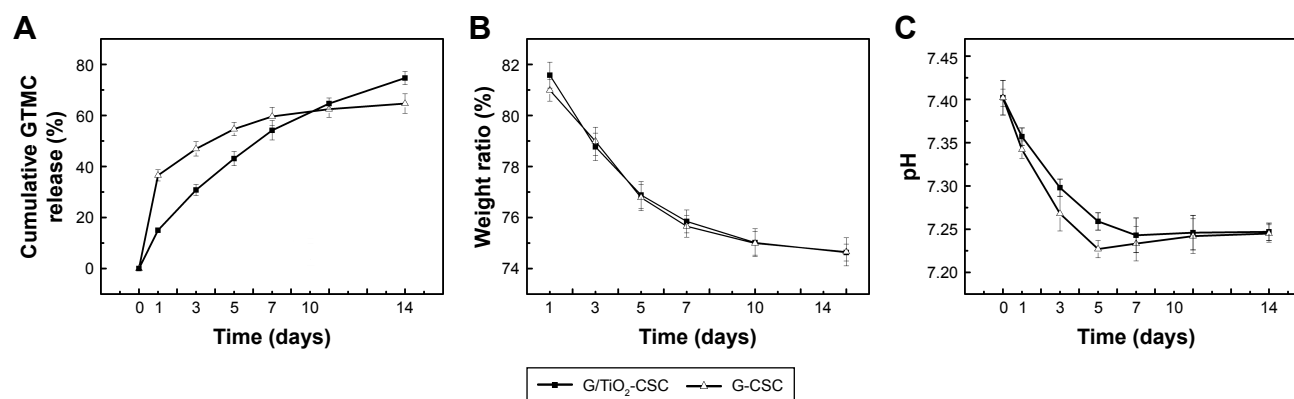 A
Cumulative GTMC
release (%)
80
60
40
20
0
0 1 3 5 7 10 14
Time (days)
B
Weight ratio (%)
82
80
78
76
74
1 3 5 7 10 14
Time (days)
C
pH
7.45
7.40
7.35
7.30
7.25
7.20
0 1 3 5 7 10 14
Time (days)
G/TiO₂-CSC G-CSC